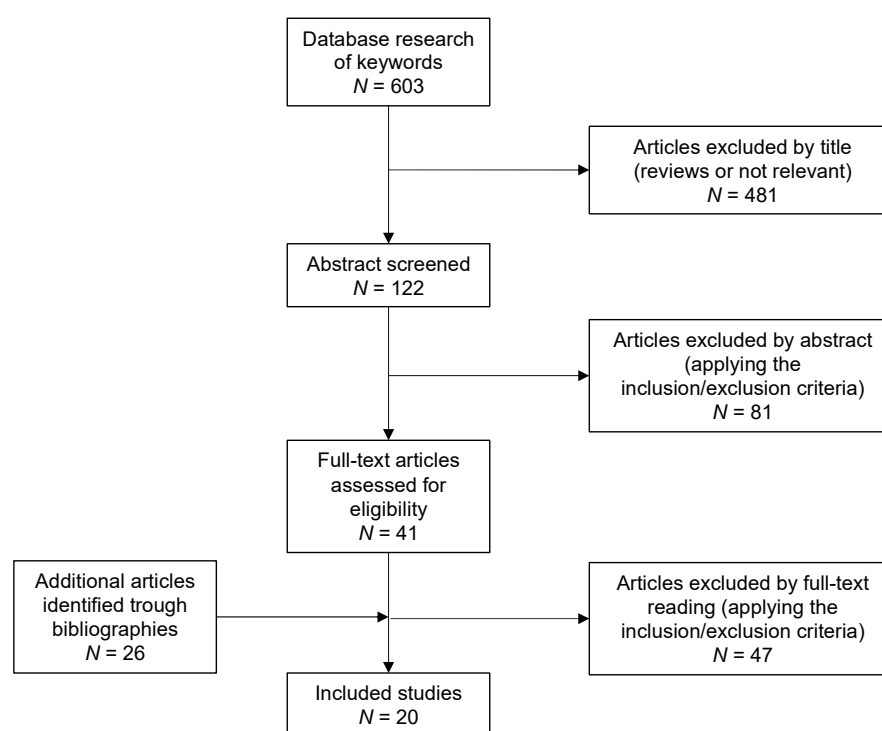 Database research
of keywords
N = 603
Articles excluded by title
(reviews or not relevant)
N = 481
Abstract screened
N = 122
Articles excluded by abstract
(applying the
inclusion/exclusion criteria)
N = 81
Full-text articles
assessed for
eligibility
N = 41
Additional articles
identified trough
bibliographies
N = 26
Articles excluded by full-text
reading (applying the
inclusion/exclusion criteria)
N = 47
Included studies
N = 20